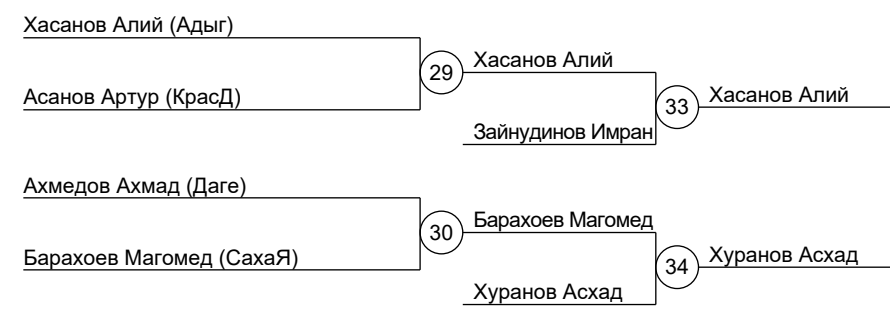 Хасанов Алий (Адыг)
29
Хасанов Алий
Асанов Артур (КрасД)
33
Хасанов Алий
Зайнудинов Имран
Ахмедов Ахмад (Даге)
30
Барахоев Магомед
Барахоев Магомед (СахаЯ)
34
Хуранов Асхад
Хуранов Асхад